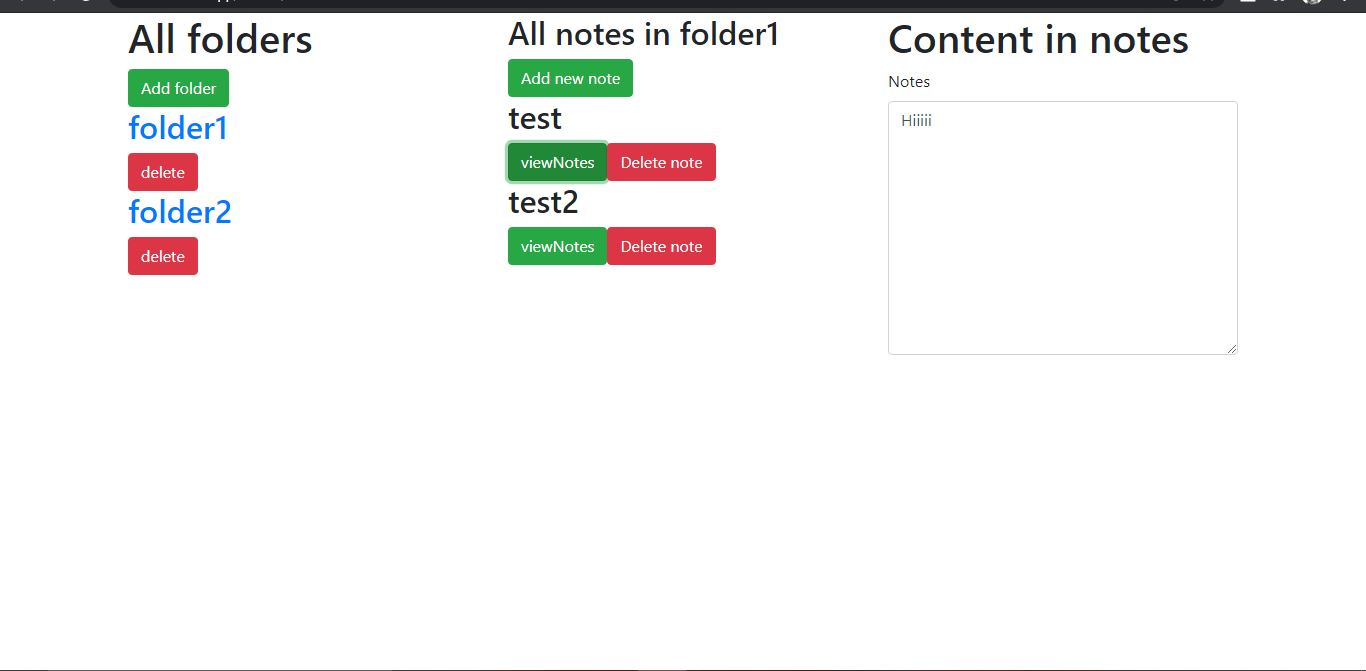 All folders
Add folder
folder1
delete
folder2
delete
All notes in folder1
Add new note
test
viewNotes Delete note
test2
viewNotes Delete note
Content in notes
Notes
Hiiiii